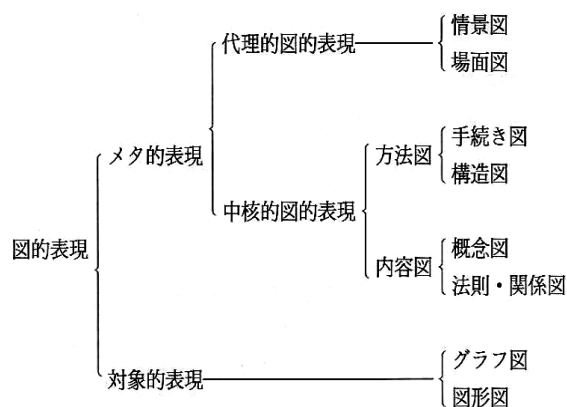 図的表現
メタ的表現
代理的図的表現
情景図
場面図
中核的図的表現
方法図
手続き図
構造図
内容図
概念図
法則・関係図
対象的表現
グラフ図
図形図